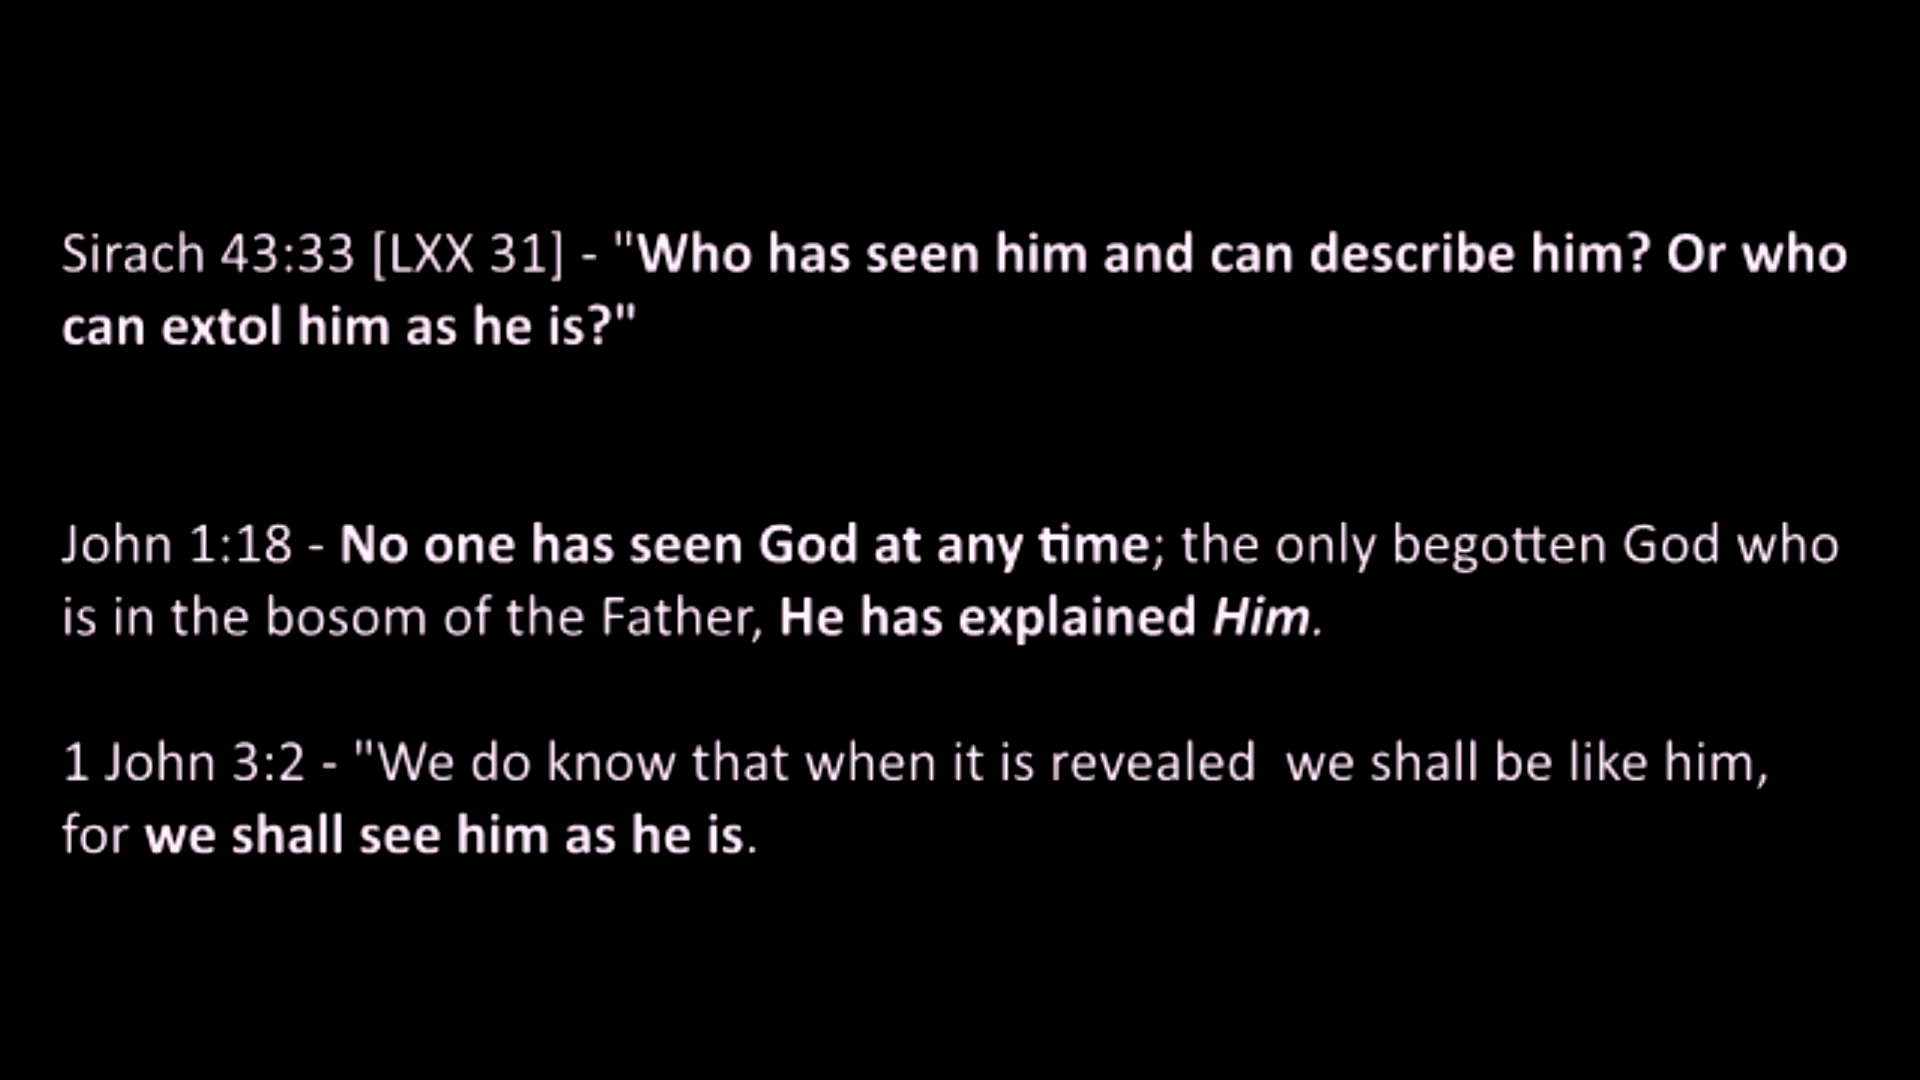 Sirach 43:33 [LXX 31] - "Who has seen him and can describe him? Or who
can extol him as he is?"
John 1:18 - No one has seen God at any time; the only begotten God who
is in the bosom of the Father, He has explained Him.
1 John 3:2 - "We do know that when it is revealed  we shall be like him,
for we shall see him as he is.